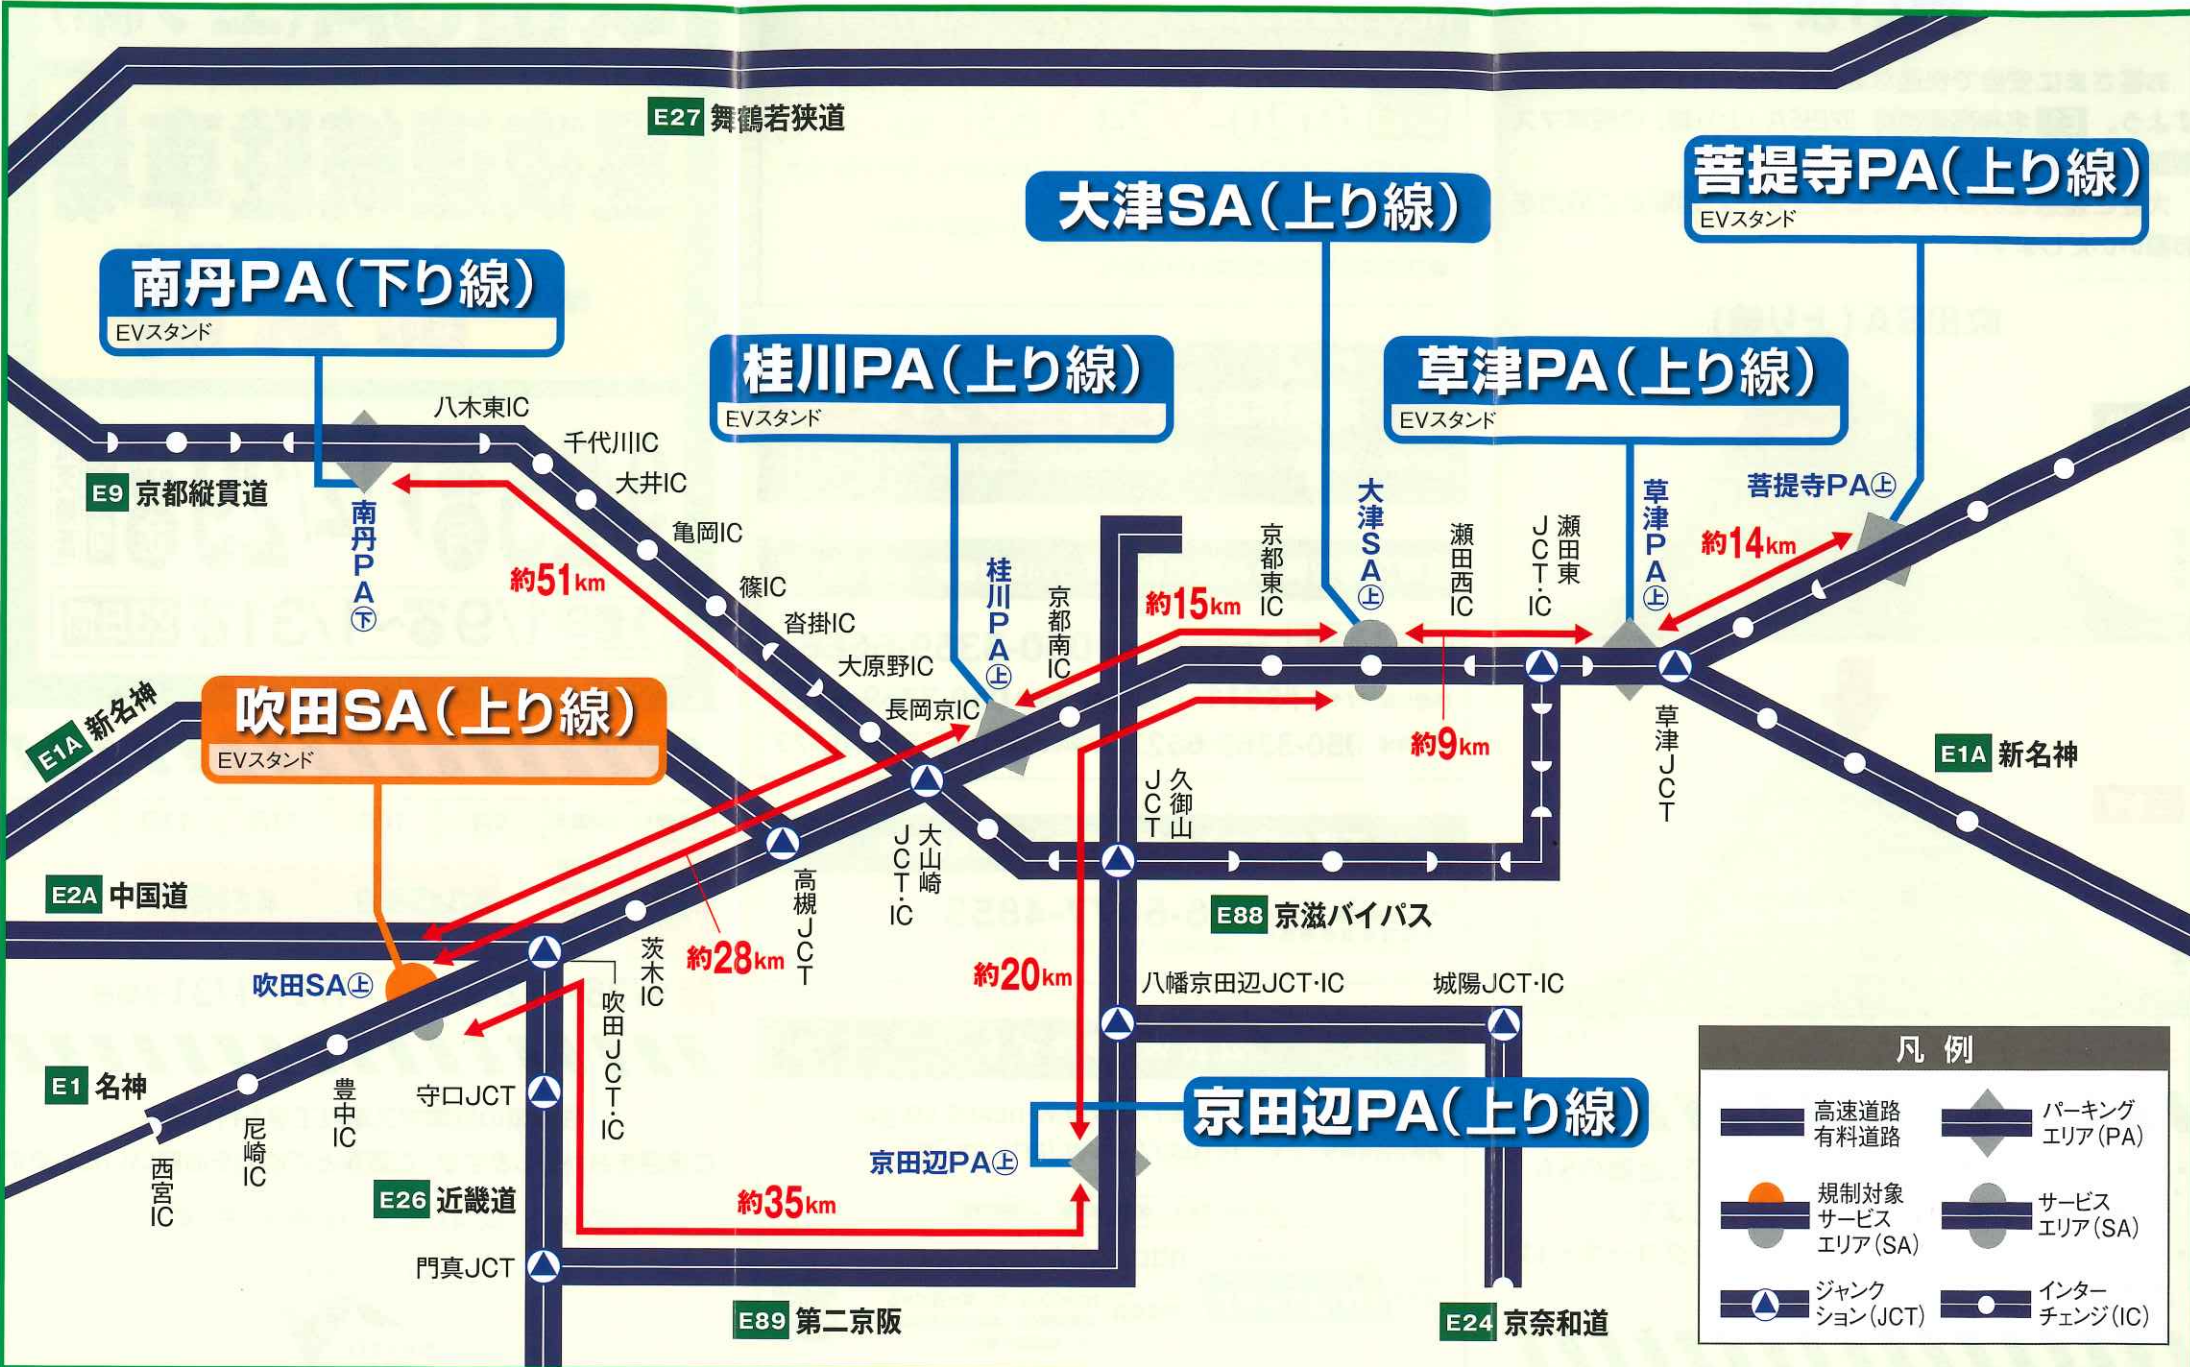 E27 舞鶴若狭道
菩提寺PA（上り線）
EVスタンド
大津SA（上り線）
南丹PA（下り線）
EVスタンド
桂川PA（上り線）
EVスタンド
草津PA（上り線）
EVスタンド
八木東IC
千代川IC
大井IC
亀岡IC
篠IC
沓掛IC
大原野IC
長岡京IC
E9 京都縦貫道
南丹PA㊦
約51km
桂川PA㊤
京都南IC
約15km
京都東IC
大津SA㊤
瀬田西IC
瀬田東
JCT・IC
草津PA㊤
約14km
菩提寺PA㊤
約9km
草津JCT
E1A 新名神
E1A 新名神
吹田SA（上り線）
EVスタンド
久御山
JCT
大山崎
JCT・IC
高槻JCT
E2A 中国道
E88 京滋バイパス
茨木IC
約28km
約20km
吹田SA㊤
吹田JCT・IC
八幡京田辺JCT・IC
城陽JCT・IC
E1 名神
豊中IC
尼崎IC
西宮IC
守口JCT
京田辺PA（上り線）
京田辺PA㊤
E26 近畿道
約35km
門真JCT
E89 第二京阪
E24 京奈和道
凡例
高速道路
有料道路
パーキング
エリア（PA）
規制対象
サービス
エリア（SA）
サービス
エリア（SA）
ジャンク
ション（JCT）
インター
チェンジ（IC）